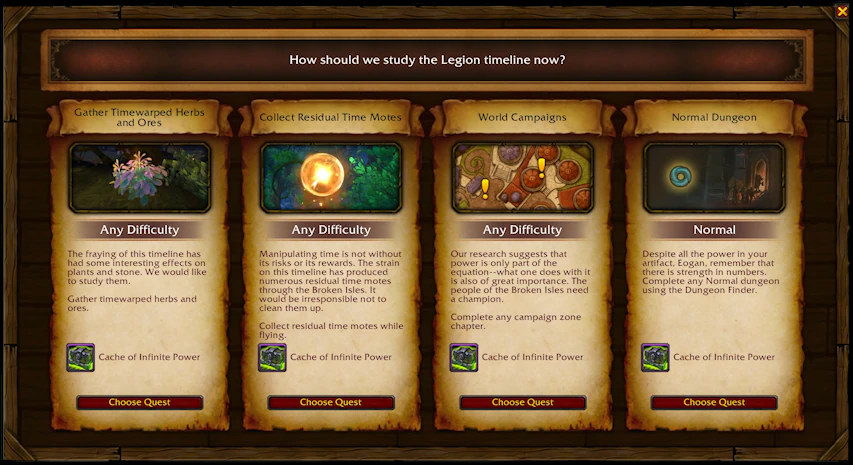 How should we study the Legion timeline now?
Gather Timewarped Herbs
and Ores
Any Difficulty
The fraying of this timeline has
had some interesting effects on
plants and stone. We would like
to study them.
Gather timewarped herbs and
ores.
Cache of Infinite Power
Choose Quest
Collect Residual Time Motes
Any Difficulty
Manipulating time is not without
its risks or its rewards. The strain
on this timeline has produced
numerous residual time motes
through the Broken Isles. It
would be irresponsible not to
clean them up.
Collect residual time motes while
flying.
Cache of Infinite Power
Choose Quest
World Campaigns
Any Difficulty
Our research suggests that
power is only part of the
equation--what one does with it
is also of great importance. The
people of the Broken Isles need
a champion.
Complete any campaign zone
chapter.
Cache of Infinite Power
Choose Quest
Normal Dungeon
Normal
Despite all the power in your
artifact, Eogan, remember that
there is strength in numbers.
Complete any Normal dungeon
using the Dungeon Finder.
Cache of Infinite Power
Choose Quest